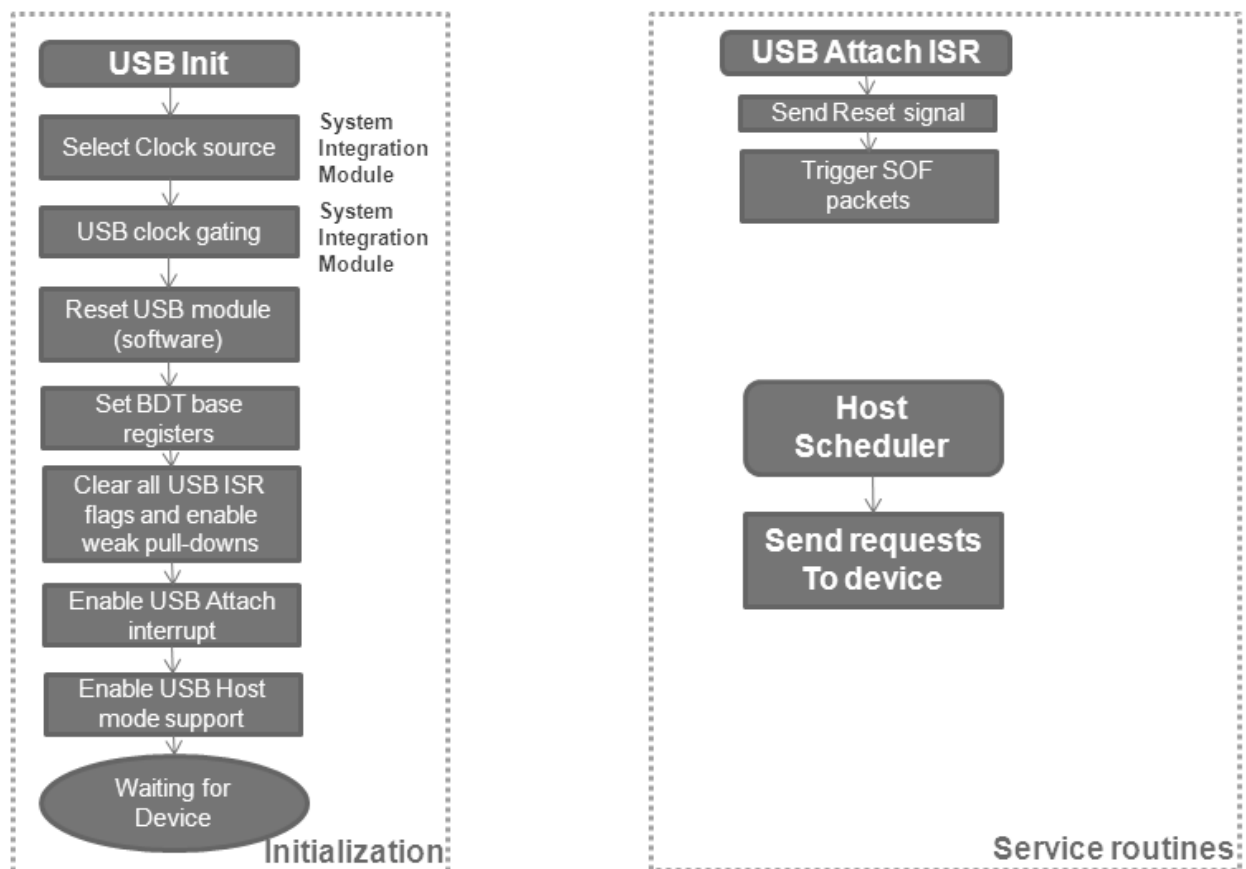 USB Init
Select Clock source
System
Integration
Module
USB clock gating
System
Integration
Module
Reset USB module
(software)
Set BDT base
registers
Clear all USB ISR
flags and enable
weak pull-downs
Enable USB Attach
interrupt
Enable USB Host
mode support
Waiting for
Device
Initialization
USB Attach ISR
Send Reset signal
Trigger SOF
packets
Host
Scheduler
Send requests
To device
Service routines